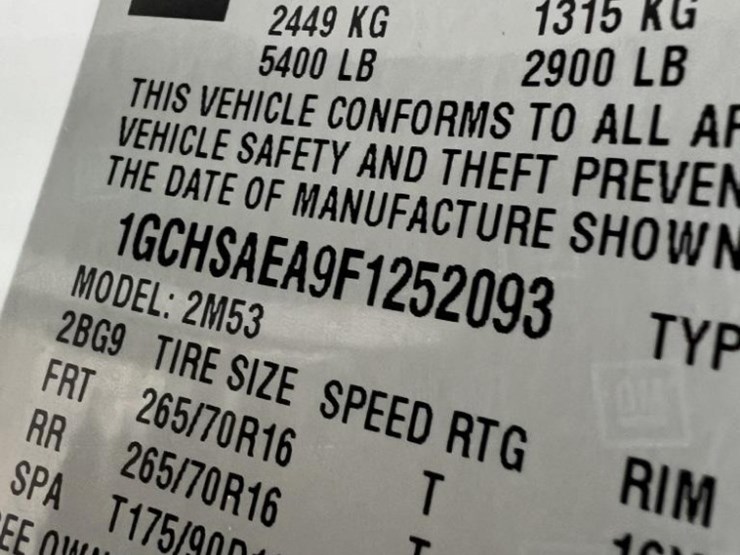 2449 KG 1315 KG
5400 LB 2900 LB
THIS VEHICLE CONFORMS TO ALL
VEHICLE SAFETY AND THEFT
THE DATE OF MANUFACTURE SHOWN
1GCHSAEA9F1252093 TYP
MODEL: 2M53
2BG9 TIRE SIZE SPEED RTG RIM
FRT 265/70R16 T
RR 265/70R16 T
SPA
GM